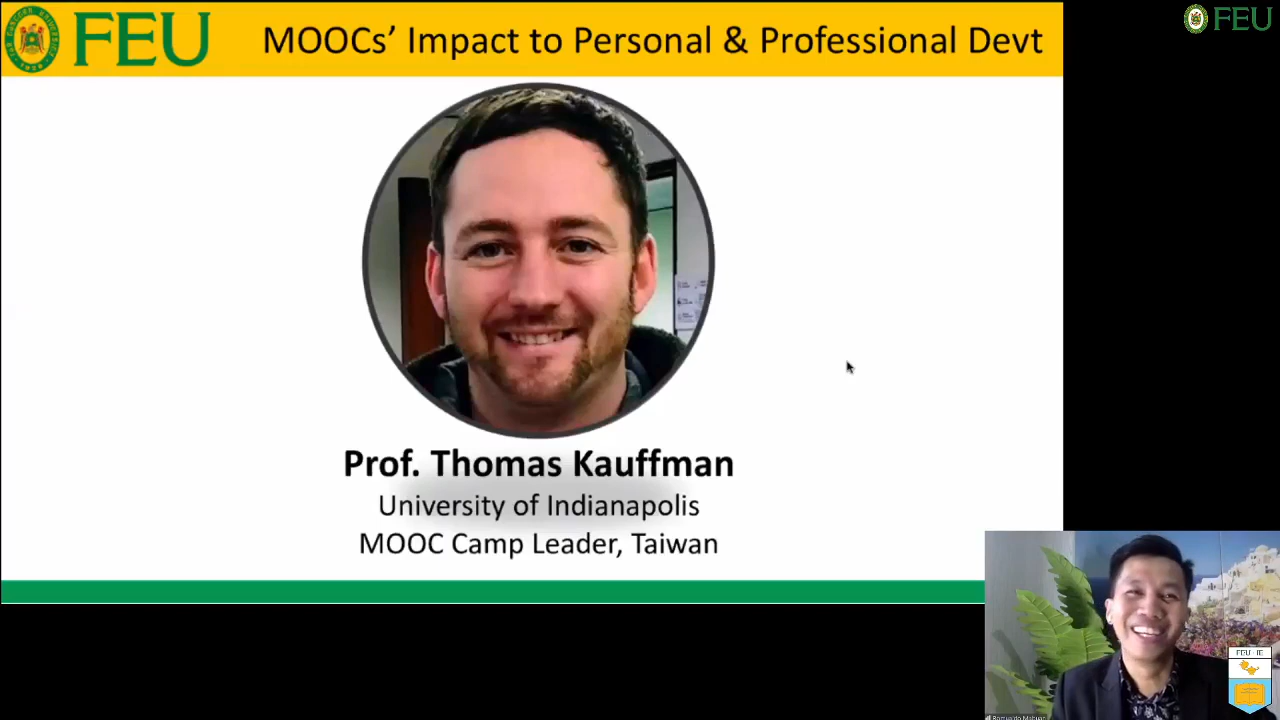 FEU
MOOCs' Impact to Personal & Professional Devt
FEU
Prof. Thomas Kauffman
University of Indianapolis
MOOC Camp Leader, Taiwan